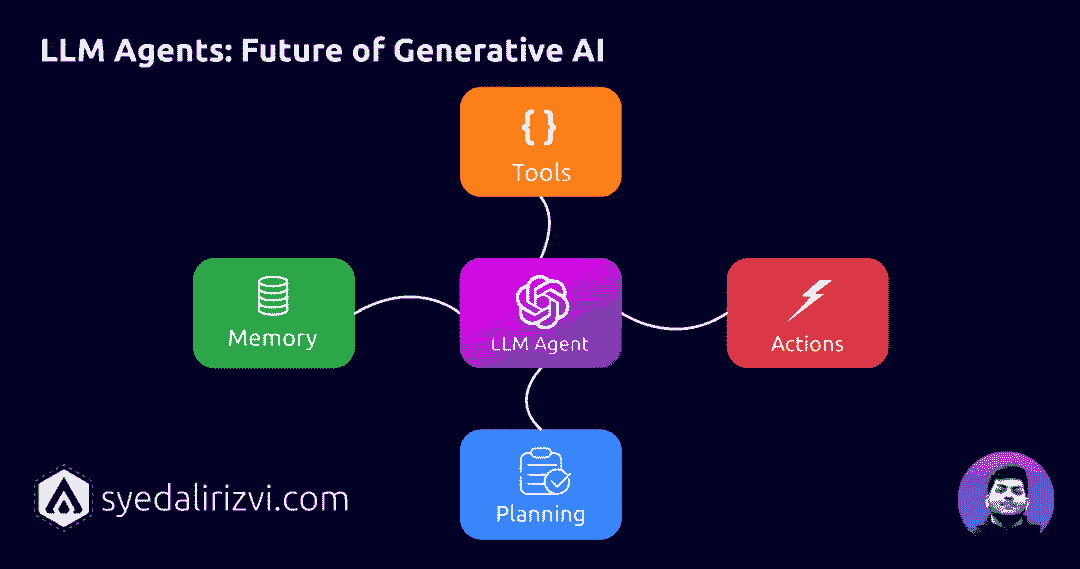 LLM Agents: Future of Generative AI
{ }
Tools
Memory
LLM Agent
Actions
Planning
syedalirizvi.com